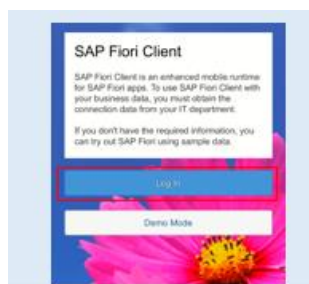 SAP Fiori Client
SAP Fiori Client is an enhanced mobile runtime
for SAP Fiori apps. To use SAP Fiori Client with
your business data, you must obtain the
connection data from your IT department.
If you don't have the required information, you
can try out SAP Fiori using sample data.
Log In
Demo Mode